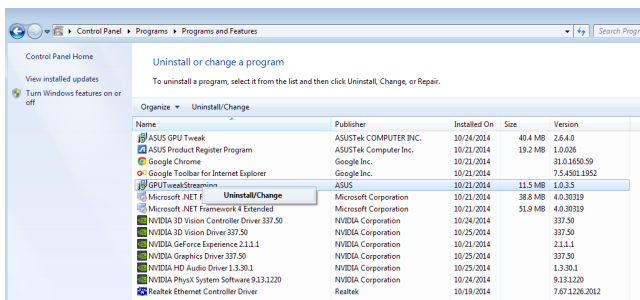 Control Panel ▸ Programs ▸ Programs and Features
Search Progr
Control Panel Home
View installed updates
Turn Windows features on or
off
Uninstall or change a program
To uninstall a program, select it from the list and then click Uninstall, Change, or Repair.
Organize Uninstall/Change
Name Publisher Installed On Size Version
ASUS GPU Tweak ASUSTek COMPUTER INC. 10/24/2014 40.4 MB 2.6.4.0
ASUS Product Register Program ASUSTek Computer Inc. 10/21/2014 19.2 MB 1.0.026
Google Chrome Google Inc. 10/21/2014 31.0.1650.59
Google Toolbar for Internet Explorer Google Inc. 10/21/2014 7.5.4501.1952
GPUTweakStreaming ASUS 10/21/2014 11.5 MB 1.0.3.5
Uninstall/Change
Microsoft .NET F Microsoft Corporation 10/21/2014 38.8 MB 4.0.30319
Microsoft .NET Framework 4 Extended Microsoft Corporation 10/21/2014 51.9 MB 4.0.30319
NVIDIA 3D Vision Controller Driver 337.50 NVIDIA Corporation 10/24/2014 337.50
NVIDIA 3D Vision Driver 337.50 NVIDIA Corporation 10/25/2014 337.50
NVIDIA GeForce Experience 2.1.1.1 NVIDIA Corporation 10/21/2014 2.1.1.1
NVIDIA Graphics Driver 337.50 NVIDIA Corporation 10/25/2014 337.50
NVIDIA HD Audio Driver 1.3.30.1 NVIDIA Corporation 10/25/2014 1.3.30.1
NVIDIA PhysX System Software 9.13.1220 NVIDIA Corporation 10/24/2014 9.13.1220
Realtek Ethernet Controller Driver Realtek 10/19/2014 7.67.1226.2012